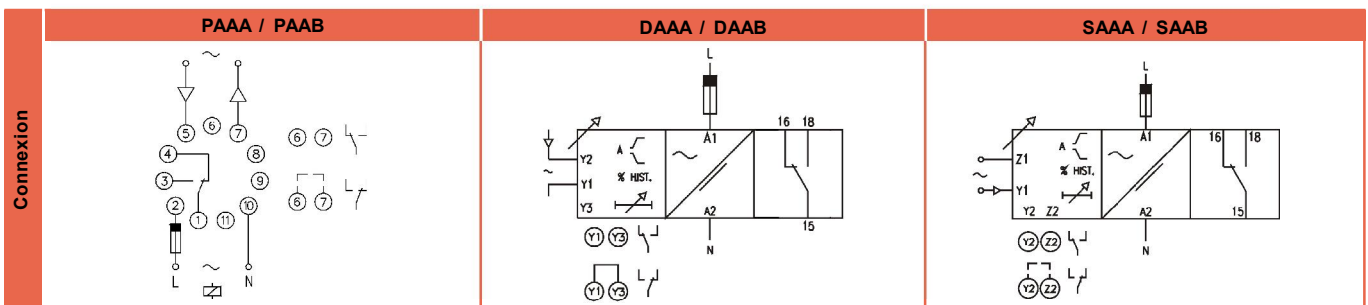 Connexion
PAAA / PAAB
~
5 6 7
4 8
6 7
3 9
6 7
2 10
1 11
L ~ N
DAAA / DAAB
L
A1 16 18
Y2 A ~
Y1 % HIST.
Y3
A2 15
N
Y1 Y3
Y1 Y3
SAAA / SAAB
L
A1 16 18
Z1 A ~
Y1 % HIST.
Y2 Z2
A2 15
N
Y2 Z2
Y2 Z2